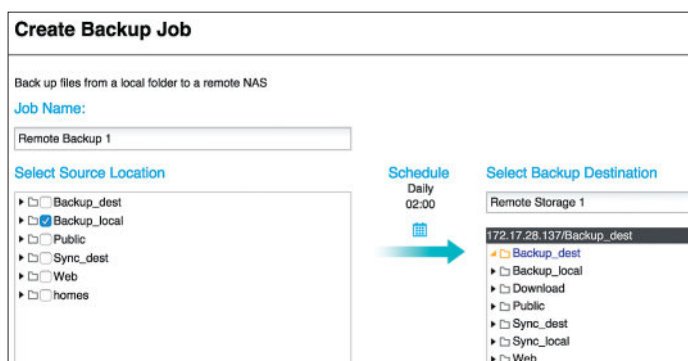 Create Backup Job
Back up files from a local folder to a remote NAS
Job Name:
Remote Backup 1
Select Source Location
Backup_dest
Backup_local
Public
Sync_dest
Web
homes
Schedule
Daily
02:00
Select Backup Destination
Remote Storage 1
172.17.28.137/Backup_dest
Backup_dest
Backup_local
Download
Public
Sync_dest
Sync_local
Web